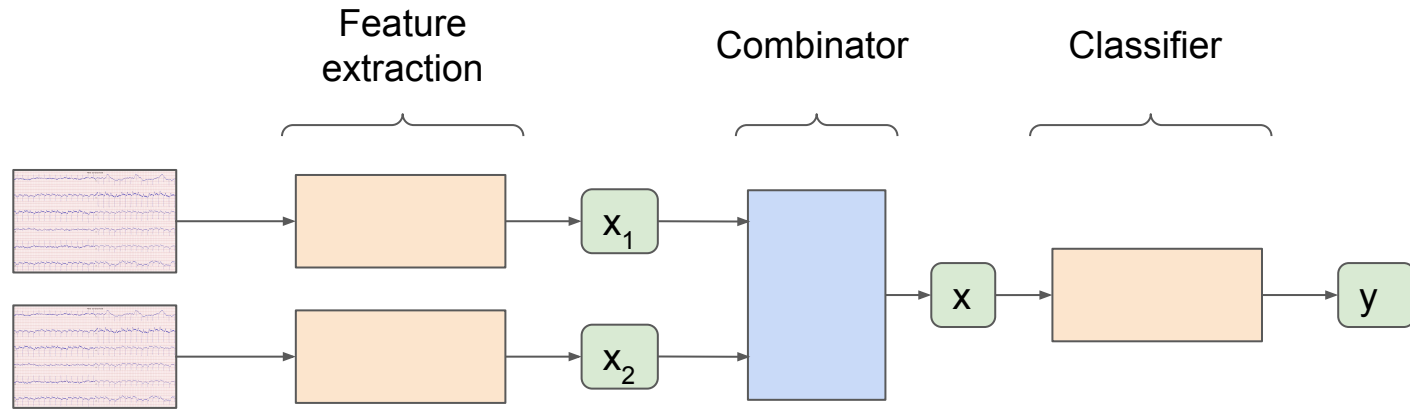 Feature
extraction
Combinator
Classifier
x1
x2
x
y